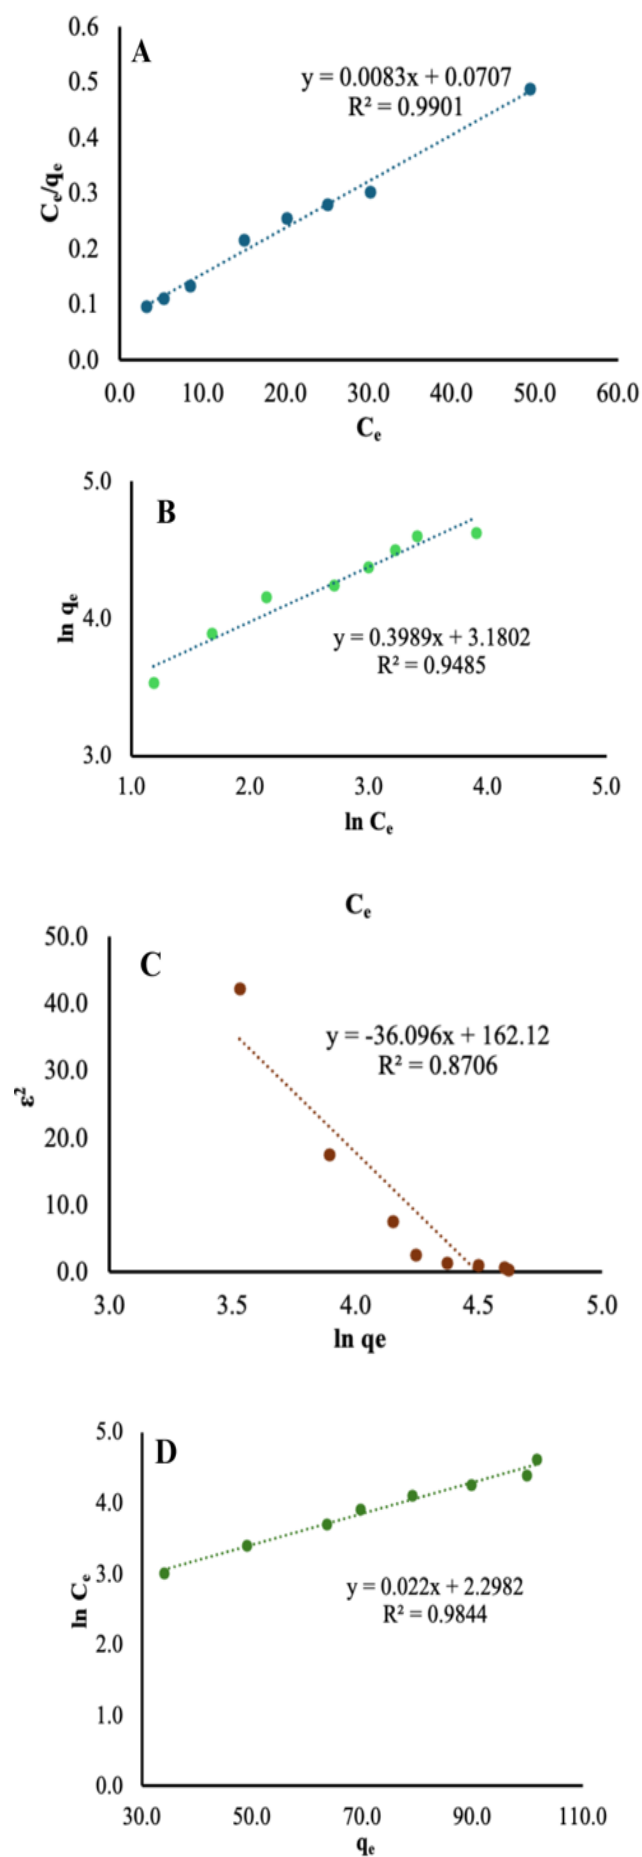 A
0.6
0.5
0.4
0.3
0.2
0.1
0.0
Cₑ/qₑ
y = 0.0083x + 0.0707
R² = 0.9901
0.0 10.0 20.0 30.0 40.0 50.0 60.0
Cₑ
B
5.0
4.0
3.0
ln qₑ
y = 0.3989x + 3.1802
R² = 0.9485
1.0 2.0 3.0 4.0 5.0
ln Cₑ
Cₑ
C
50.0
40.0
30.0
20.0
10.0
0.0
ε²
y = -36.096x + 162.12
R² = 0.8706
3.0 3.5 4.0 4.5 5.0
ln qe
D
5.0
4.0
3.0
2.0
1.0
0.0
ln Cₑ
y = 0.022x + 2.2982
R² = 0.9844
30.0 50.0 70.0 90.0 110.0
qₑ